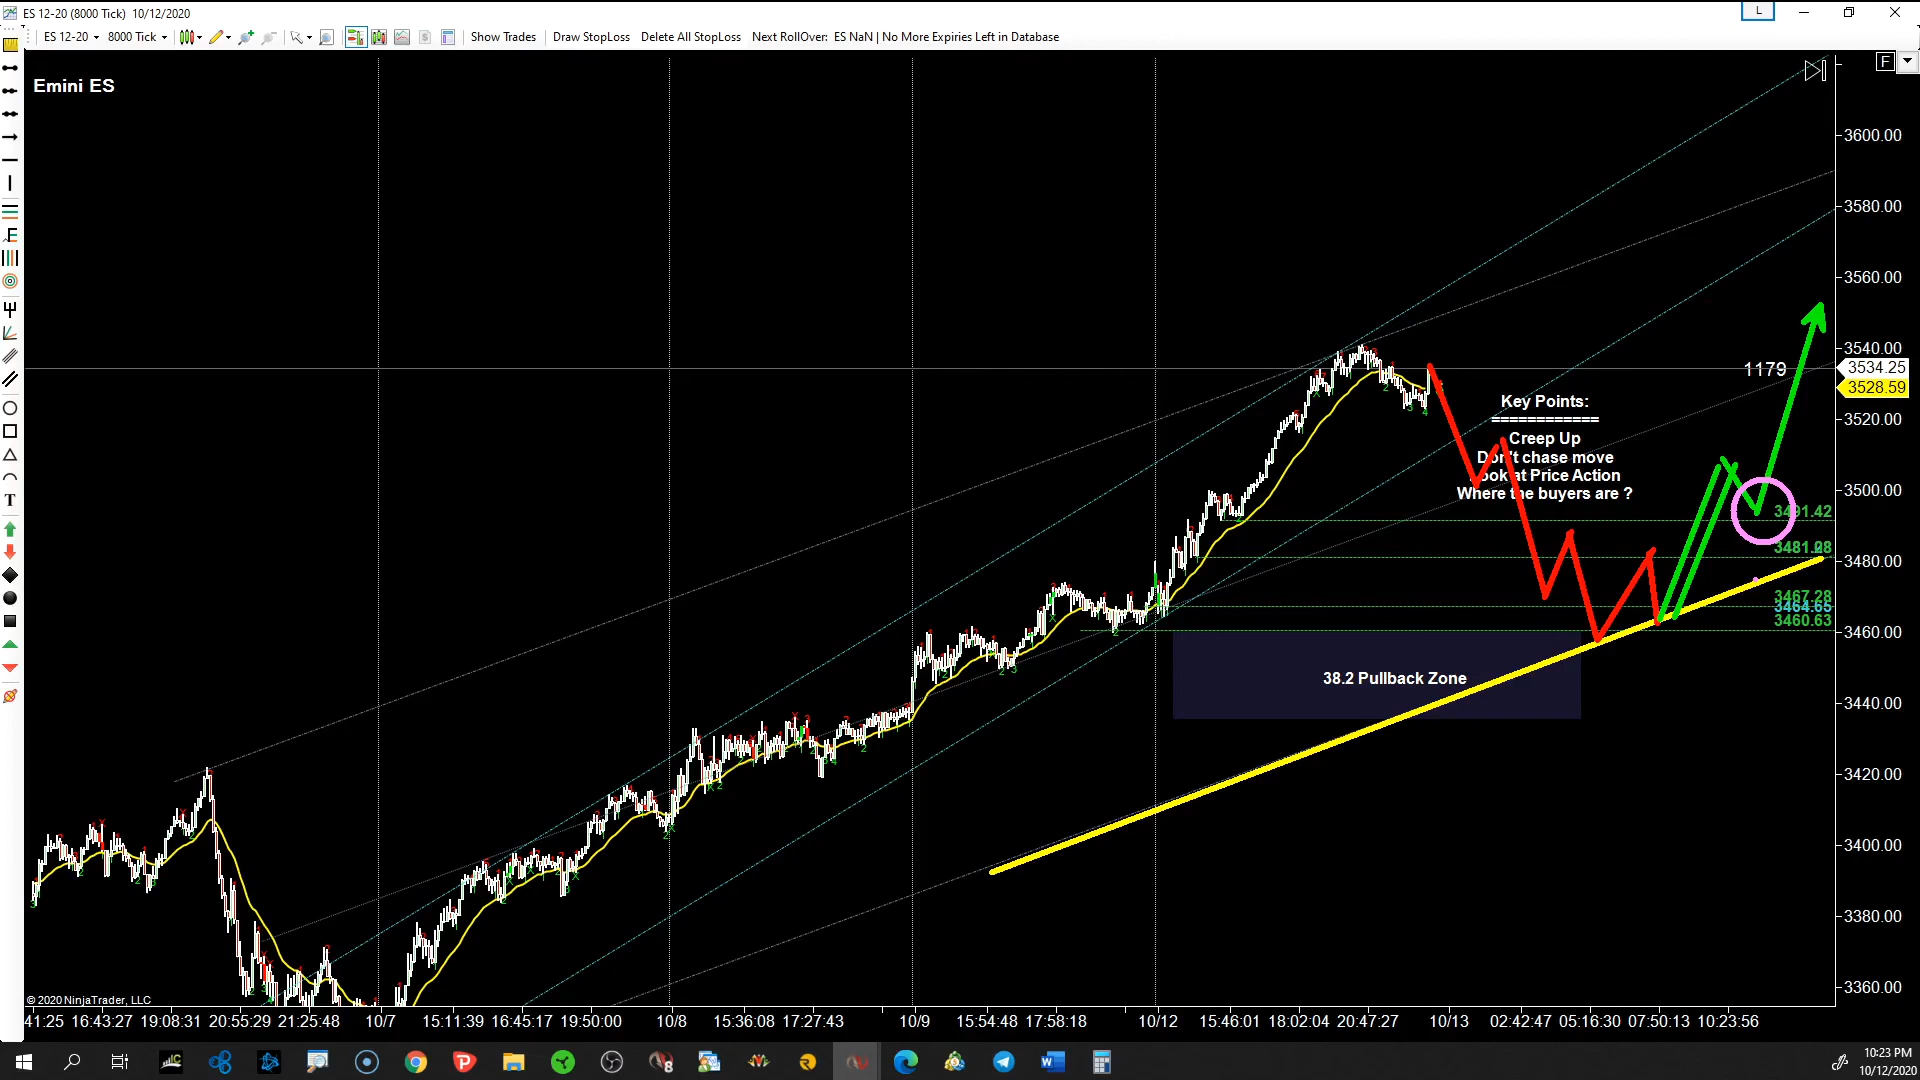 ES 12-20 (8000 Tick) 10/12/2020
L
ES 12-20 8000 Tick Show Trades Draw StopLoss Delete All StopLoss Next RollOver: ES NaN | No More Expiries Left in Database
Emini ES
F
3600.00
3580.00
3560.00
3540.00
1179
3534.25
3528.59
3520.00
3500.00
3480.00
3460.00
3440.00
3420.00
3400.00
3380.00
3360.00
Key Points:
============
Creep Up
Don't chase move
ook at Price Action
Where the buyers are ?
3491.42
3467.28
3464.65
3460.63
38.2 Pullback Zone
© 2020 NinjaTrader, LLC
41:25 16:43:27 19:08:31 20:55:29 21:25:48 10/7 15:11:39 16:45:17 19:50:00 10/8 15:36:08 17:27:43 10/9 15:54:48 17:58:18 10/12 15:46:01 18:02:04 20:47:27 10/13 02:42:47 05:16:30 07:50:13 10:23:56
10:23 PM
10/12/2020